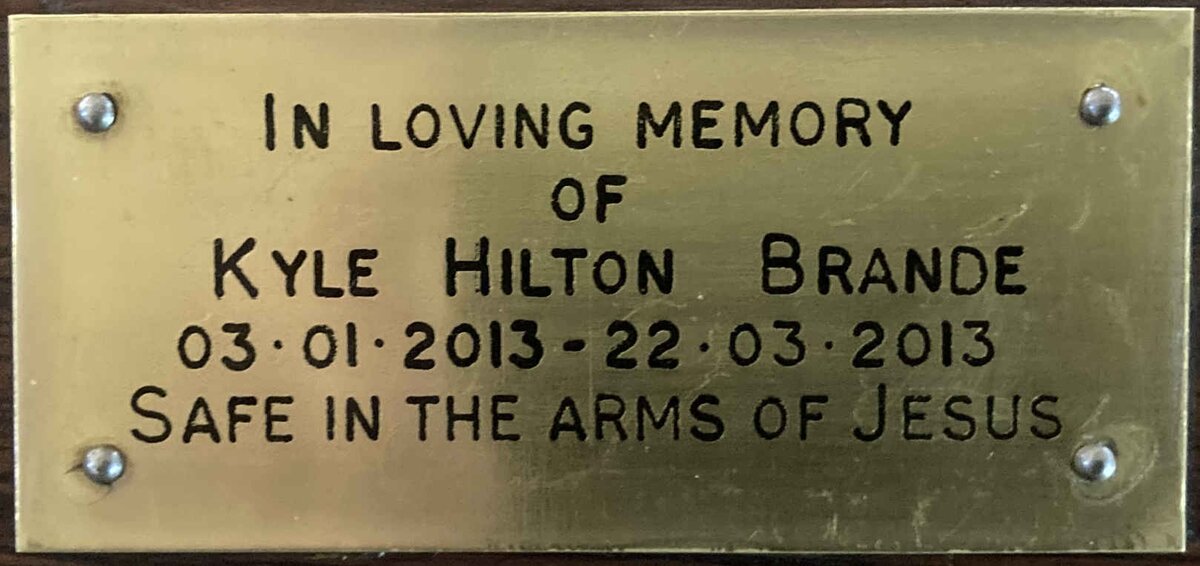 IN LOVING MEMORY
OF
KYLE HILTON BRANDE
03·01·2013-22·03·2013
SAFE IN THE ARMS OF JESUS